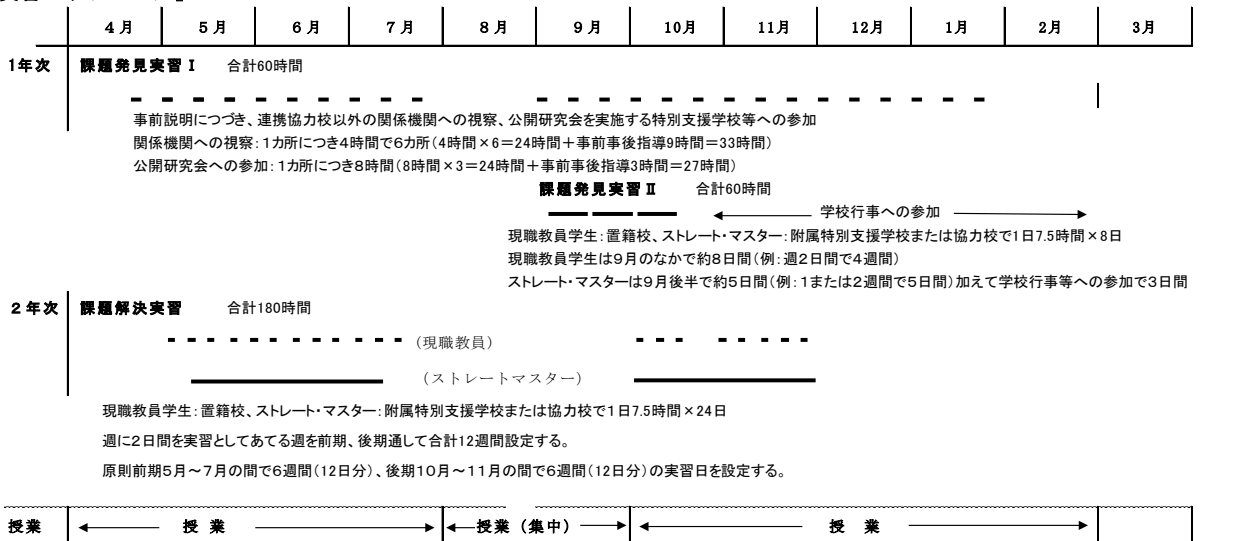 ４月 ５月 ６月 ７月 ８月 ９月 10月 11月 12月 1月 2月 3月
1年次 課題発見実習Ⅰ 合計60時間
事前説明につづき、連携協力校以外の関係機関への視察、公開研究会を実施する特別支援学校等への参加
関係機関への視察：1カ所につき4時間で6カ所（4時間×6＝24時間＋事前事後指導9時間＝33時間）
公開研究会への参加：1カ所につき8時間（8時間×3＝24時間＋事前事後指導3時間＝27時間）
課題発見実習Ⅱ 合計60時間
学校行事への参加
現職教員学生：置籍校、ストレート・マスター：附属特別支援学校または協力校で1日7.5時間×8日
現職教員学生は9月のなかで約8日間（例：週2日間で4週間）
ストレート・マスターは9月後半で約5日間（例：1または2週間で5日間）加えて学校行事等への参加で3日間
２年次 課題解決実習 合計180時間
（現職教員）
（ストレートマスター）
現職教員学生：置籍校、ストレート・マスター：附属特別支援学校または協力校で１日7.5時間×24日
週に２日間を実習としてあてる週を前期、後期通して合計12週間設定する。
原則前期５月～７月の間で６週間（12日分）、後期１０月～１１月の間で６週間（12日分）の実習日を設定する。
授業 授業 授業（集中） 授業